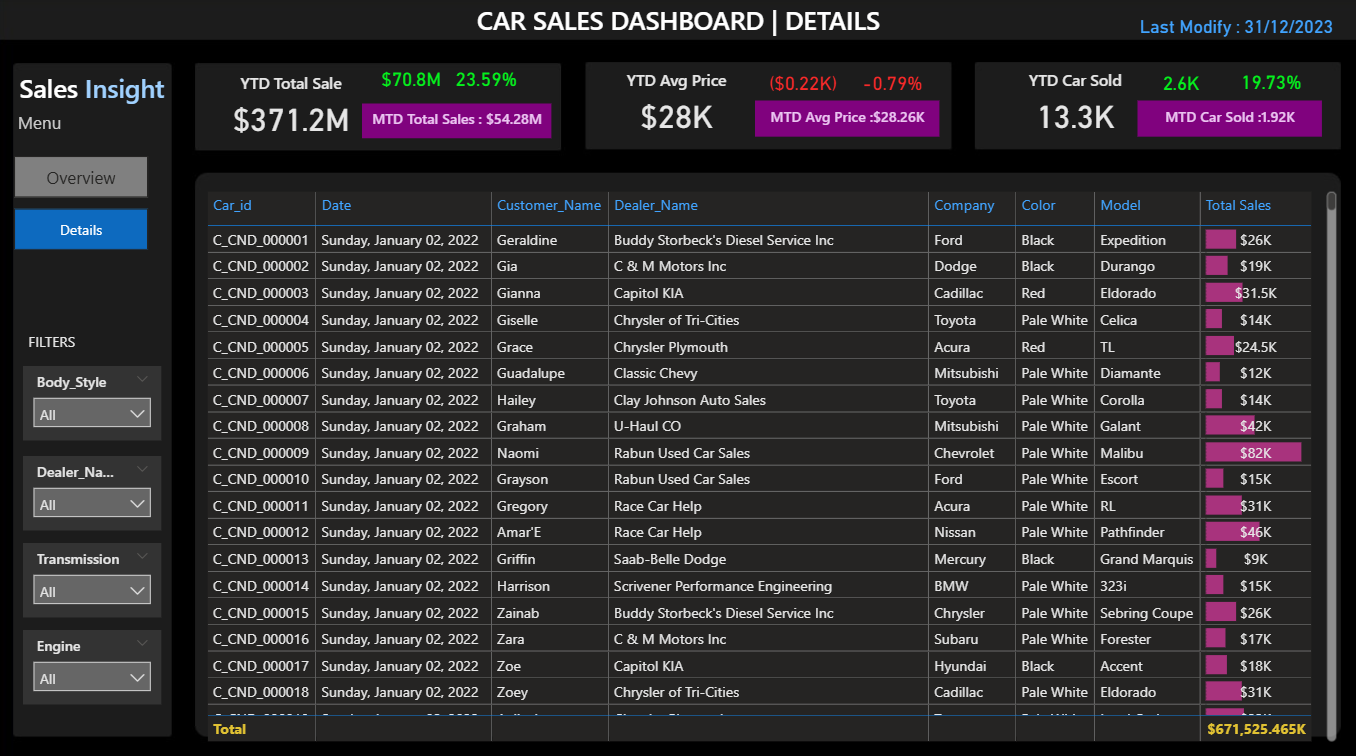 CAR SALES DASHBOARD | DETAILS
Last Modify : 31/12/2023
Sales Insight
Menu
Overview
Details
FILTERS
Body_Style
All
Dealer_Na...
All
Transmission
All
Engine
All
YTD Total Sale $70.8M 23.59%
$371.2M MTD Total Sales : $54.28M
YTD Avg Price ($0.22K) -0.79%
$28K MTD Avg Price :$28.26K
YTD Car Sold 2.6K 19.73%
13.3K MTD Car Sold :1.92K
Car_id Date Customer_Name Dealer_Name Company Color Model Total Sales
C_CND_000001 Sunday, January 02, 2022 Geraldine Buddy Storbeck's Diesel Service Inc Ford Black Expedition $26K
C_CND_000002 Sunday, January 02, 2022 Gia C & M Motors Inc Dodge Black Durango $19K
C_CND_000003 Sunday, January 02, 2022 Gianna Capitol KIA Cadillac Red Eldorado $31.5K
C_CND_000004 Sunday, January 02, 2022 Giselle Chrysler of Tri-Cities Toyota Pale White Celica $14K
C_CND_000005 Sunday, January 02, 2022 Grace Chrysler Plymouth Acura Red TL $24.5K
C_CND_000006 Sunday, January 02, 2022 Guadalupe Classic Chevy Mitsubishi Pale White Diamante $12K
C_CND_000007 Sunday, January 02, 2022 Hailey Clay Johnson Auto Sales Toyota Pale White Corolla $14K
C_CND_000008 Sunday, January 02, 2022 Graham U-Haul CO Mitsubishi Pale White Galant $42K
C_CND_000009 Sunday, January 02, 2022 Naomi Rabun Used Car Sales Chevrolet Pale White Malibu $82K
C_CND_000010 Sunday, January 02, 2022 Grayson Rabun Used Car Sales Ford Pale White Escort $15K
C_CND_000011 Sunday, January 02, 2022 Gregory Race Car Help Acura Pale White RL $31K
C_CND_000012 Sunday, January 02, 2022 Amar'E Race Car Help Nissan Pale White Pathfinder $46K
C_CND_000013 Sunday, January 02, 2022 Griffin Saab-Belle Dodge Mercury Black Grand Marquis $9K
C_CND_000014 Sunday, January 02, 2022 Harrison Scrivener Performance Engineering BMW Pale White 323i $15K
C_CND_000015 Sunday, January 02, 2022 Zainab Buddy Storbeck's Diesel Service Inc Chrysler Pale White Sebring Coupe $26K
C_CND_000016 Sunday, January 02, 2022 Zara C & M Motors Inc Subaru Pale White Forester $17K
C_CND_000017 Sunday, January 02, 2022 Zoe Capitol KIA Hyundai Black Accent $18K
C_CND_000018 Sunday, January 02, 2022 Zoey Chrysler of Tri-Cities Cadillac Pale White Eldorado $31K
Total $671,525.465K